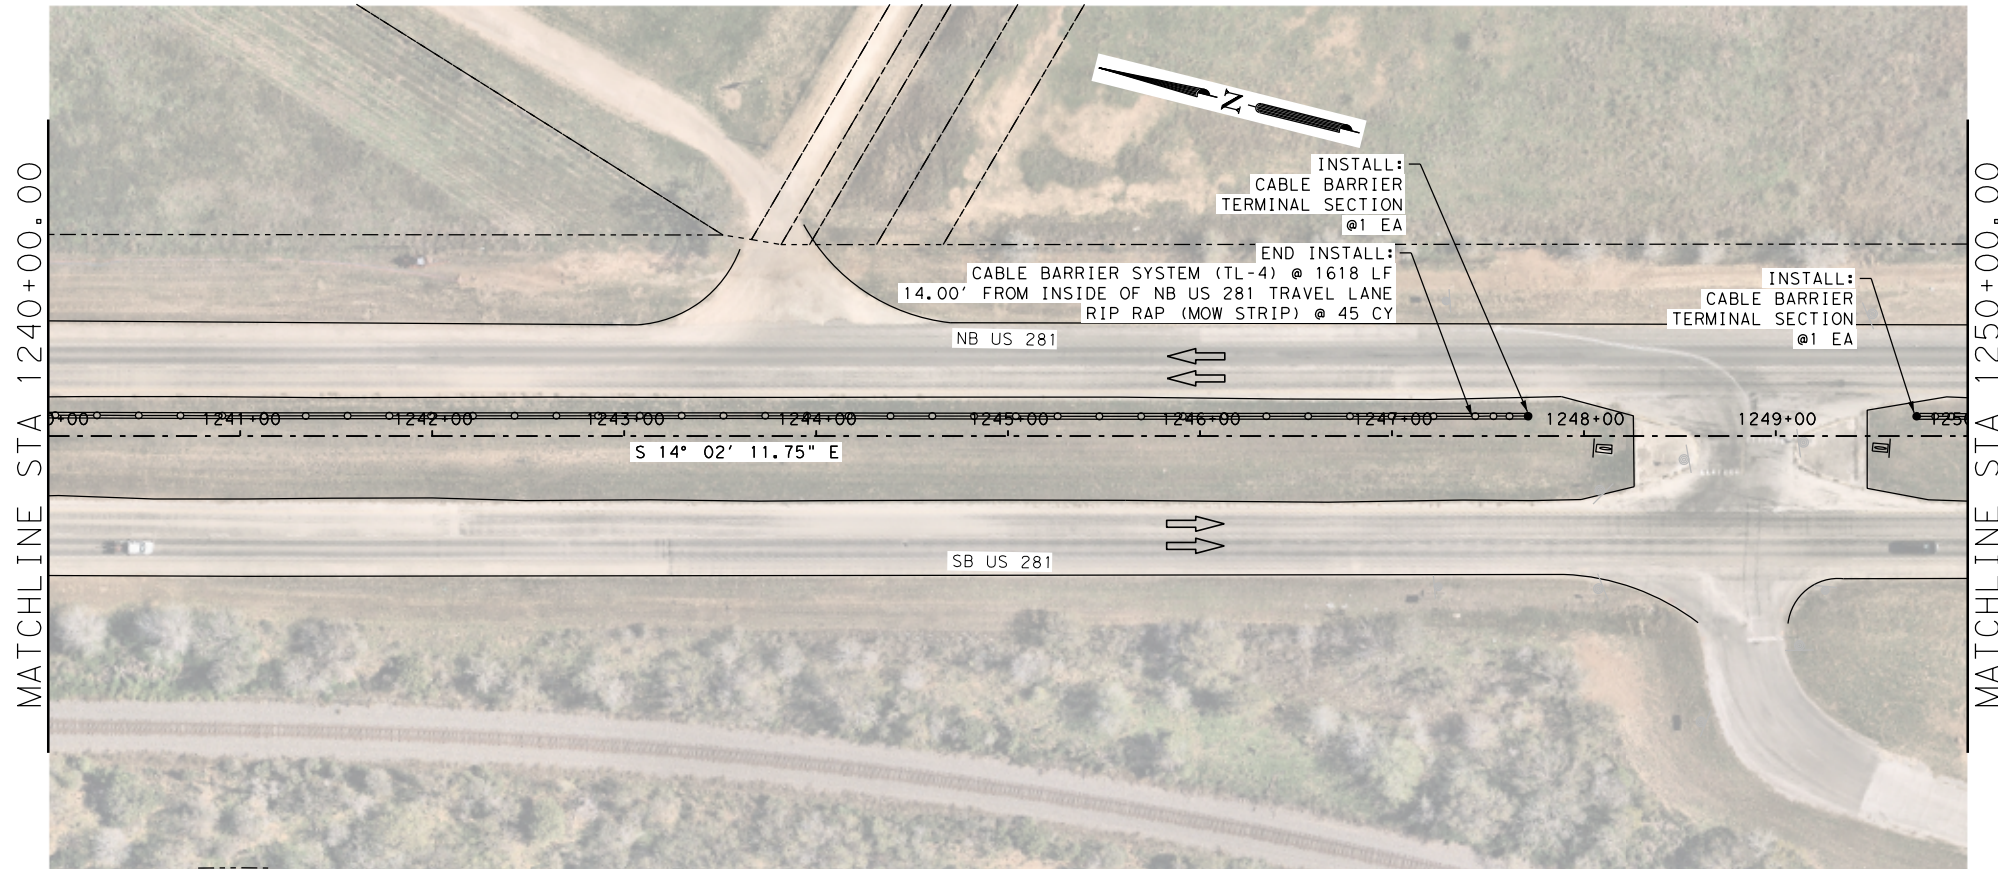 N
INSTALL:
CABLE BARRIER
TERMINAL SECTION
@1 EA
END INSTALL:
CABLE BARRIER SYSTEM (TL-4) @ 1618 LF
14.00' FROM INSIDE OF NB US 281 TRAVEL LANE
RIP RAP (MOW STRIP) @ 45 CY
INSTALL:
CABLE BARRIER
TERMINAL SECTION
@1 EA
MATCHLINE STA 1240+00.00
MATCHLINE STA 1250+00.00
NB US 281
0+00 1241+00 1242+00 1243+00 1244+00 1245+00 1246+00 1247+00 1248+00 1249+00 1250
S 14° 02' 11.75" E
SB US 281